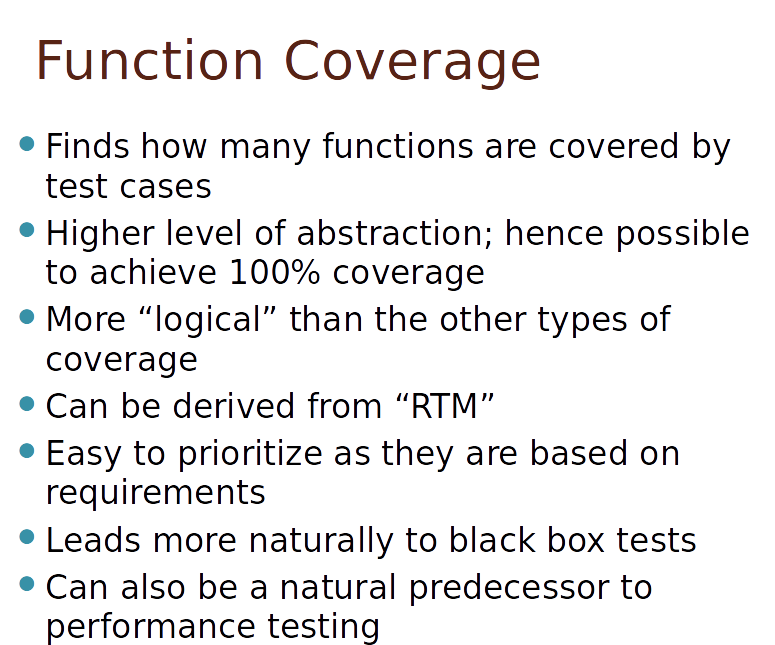 Function Coverage
• Finds how many functions are covered by
test cases
• Higher level of abstraction; hence possible
to achieve 100% coverage
• More “logical” than the other types of
coverage
• Can be derived from “RTM”
• Easy to prioritize as they are based on
requirements
• Leads more naturally to black box tests
• Can also be a natural predecessor to
performance testing